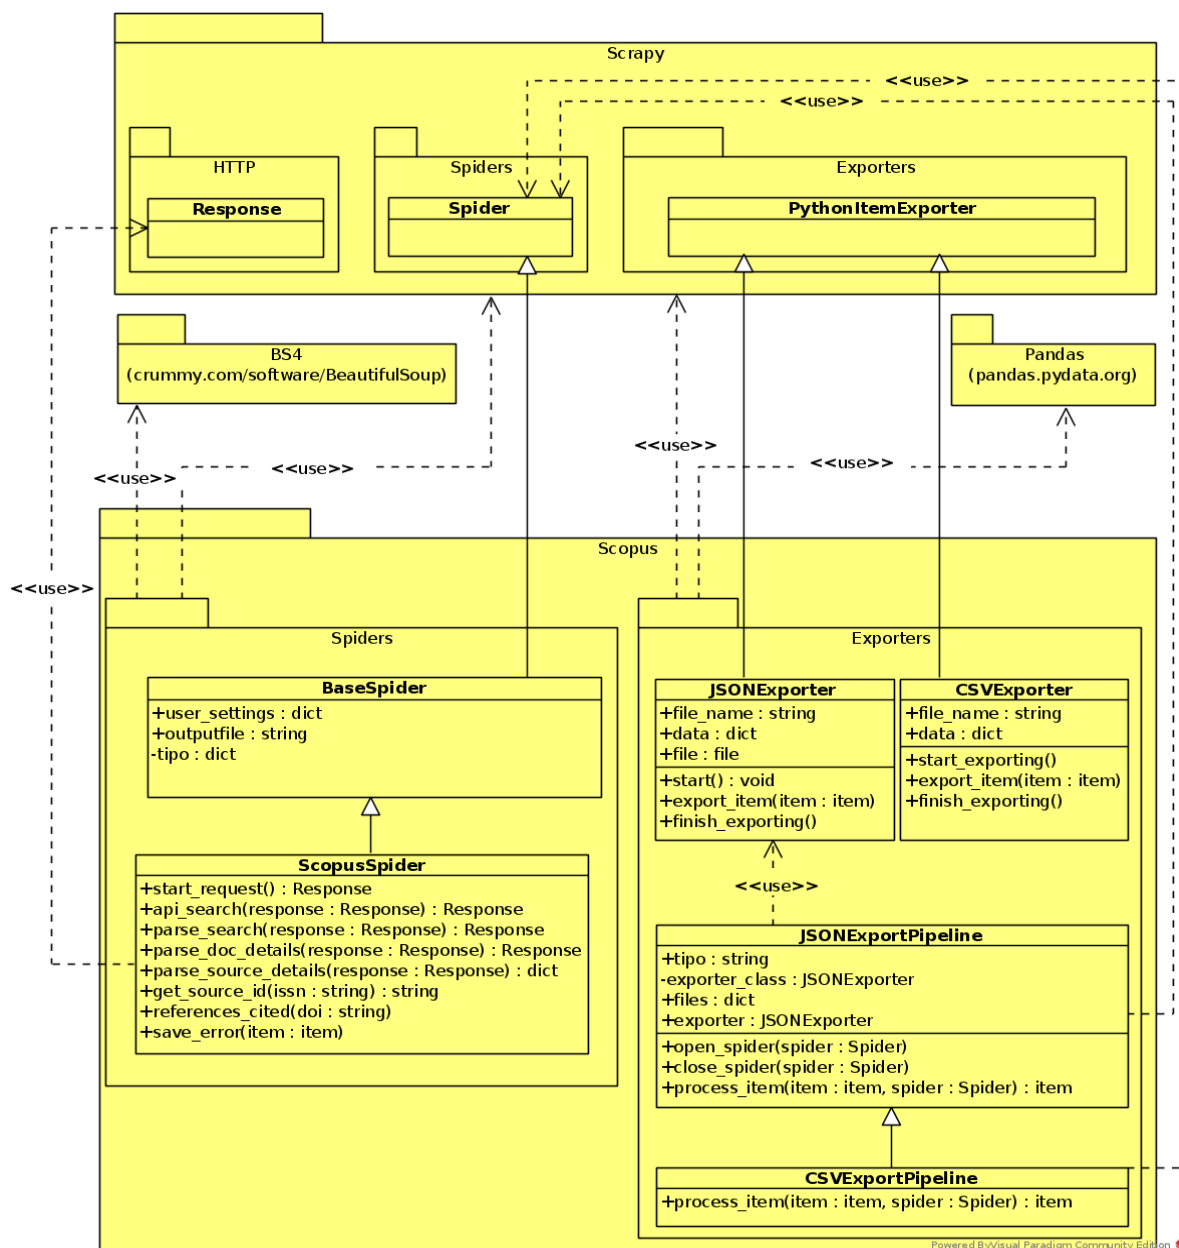 Scrapy
<<use>>
<<use>>
HTTP
Spiders
Exporters
Response
Spider
PythonItemExporter
BS4
(crummy.com/software/BeautifulSoup)
Pandas
(pandas.pydata.org)
<<use>>
<<use>>
<<use>>
<<use>>
<<use>>
Scopus
Spiders
Exporters
BaseSpider
+user_settings : dict
+outputfile : string
-tipo : dict
JSONExporter
+file_name : string
+data : dict
+file : file
+start() : void
+export_item(item : item)
+finish_exporting()
CSVExporter
+file_name : string
+data : dict
+start_exporting()
+export_item(item : item)
+finish_exporting()
ScopusSpider
+start_request() : Response
+api_search(response : Response) : Response
+parse_search(response : Response) : Response
+parse_doc_details(response : Response) : Response
+parse_source_details(response : Response) : dict
+get_source_id(issn : string) : string
+references_cited(doi : string)
+save_error(item : item)
<<use>>
JSONExportPipeline
+tipo : string
-exporter_class : JSONExporter
+files : dict
+exporter : JSONExporter
+open_spider(spider : Spider)
+close_spider(spider : Spider)
+process_item(item : item, spider : Spider) : item
CSVExportPipeline
+process_item(item : item, spider : Spider) : item
Powered ByVisual Paradigm Community Edition